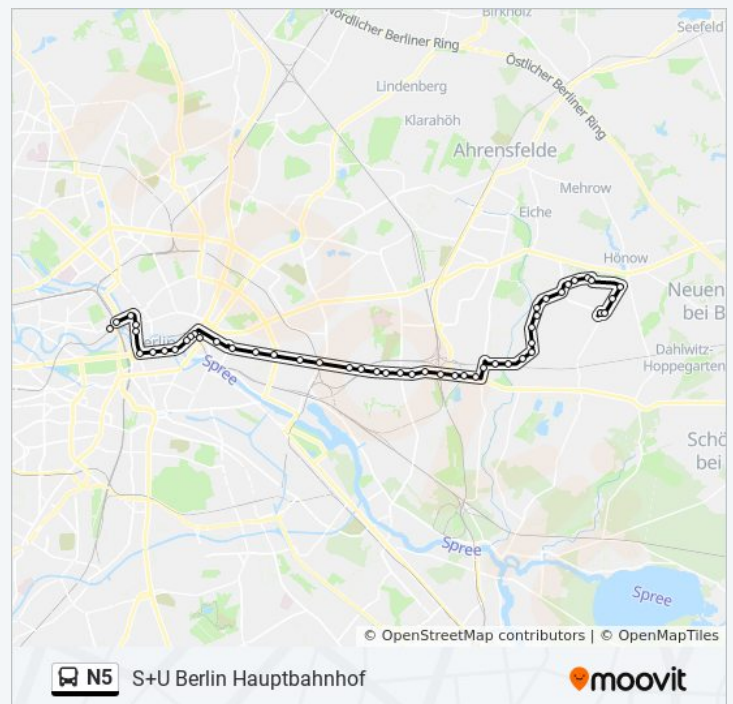 Birkholz
Seefeld
Nördlicher Berliner Ring
Östlicher Berliner Ring
Lindenberg
Klarahöh
Ahrensfelde
Mehrow
Eiche
Hönow
Neuen
bei B
Berlin
Dahlwitz-
Hoppegarten
Spree
Schö
bei
Spree
Spree
© OpenStreetMap contributors | © OpenMapTiles
N5 S+U Berlin Hauptbahnhof
moovit